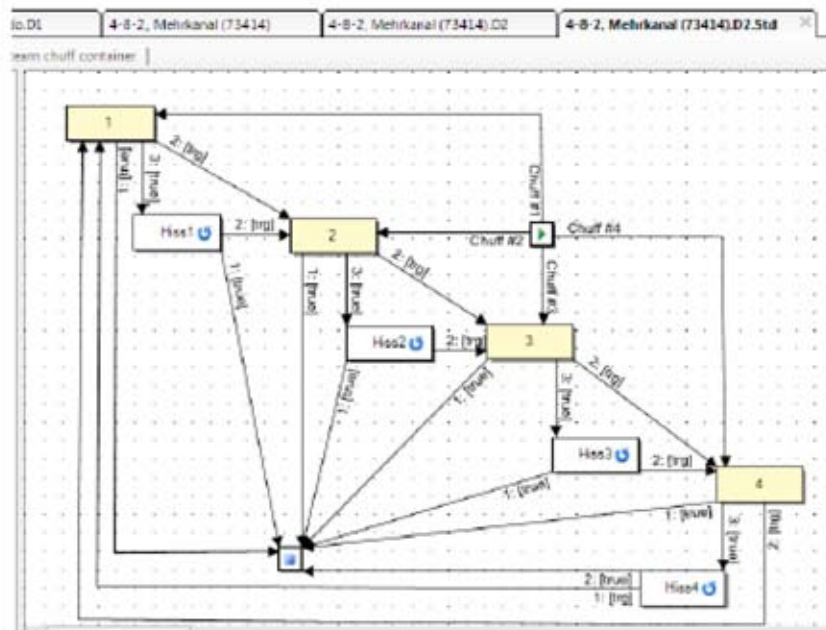 4-8-2, Mehrkanal (73414)
4-8-2, Mehrkanal (73414).D2
4-8-2, Mehrkanal (73414).D2.Std
team chuff container
1
Chuff #1
1: [true]
3: [true]
2: [trg]
Hiss1
2: [trg]
2
Chuff #2
Chuff #4
Chuff #3
1: [true]
1: [true]
3: [true]
2: [trg]
Hiss2
2: [trg]
3
1: [true]
1: [true]
3: [true]
2: [trg]
Hiss3
2: [trg]
4
1: [true]
1: [true]
3: [true]
2: [trg]
2: [true]
1: [trg]
Hiss4